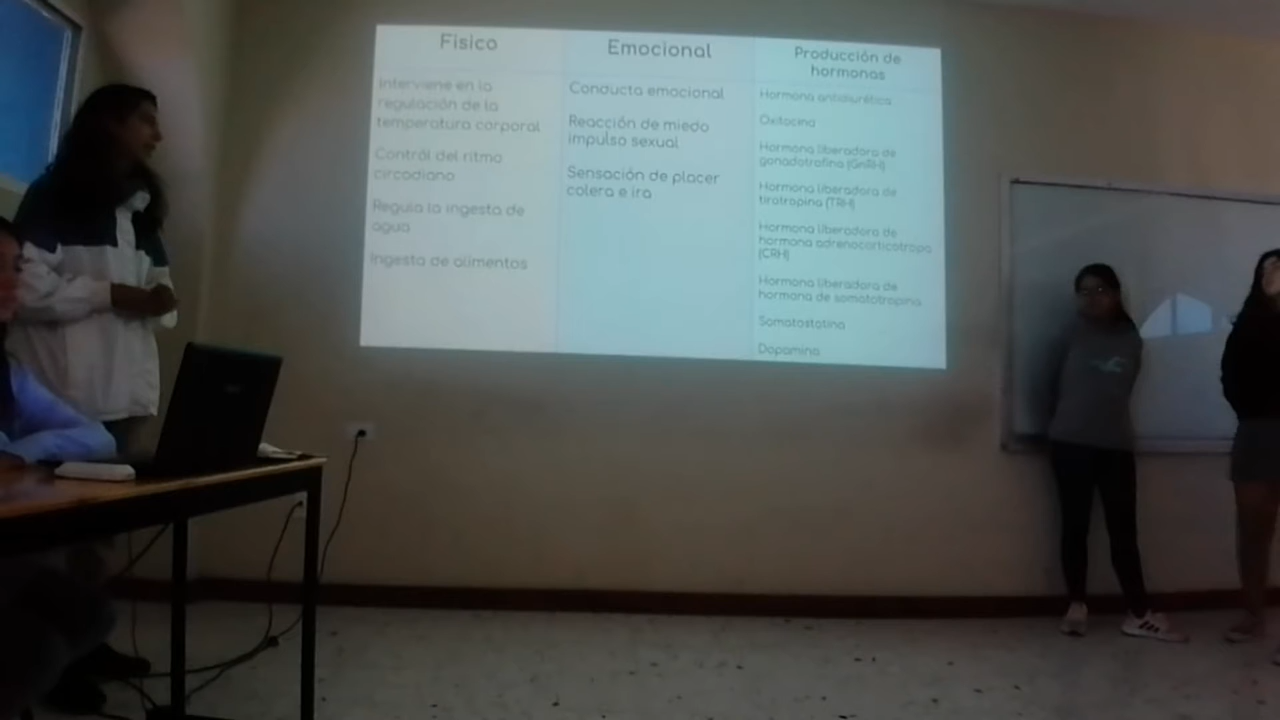 Fisico
Interviene en la
regulación de la
temperatura corporal
Control del ritmo
circadiano
Regula la ingesta de
agua
Ingesta de alimentos
Emocional
Conducta emocional
Reacción de miedo
impulso sexual
Sensación de placer
colera e ira
Producción de
hormonas
Hormona antidiurética
Oxitocina
Hormona liberadora de
gonadotrofina (GnRH)
Hormona liberadora de
tirotropina (TRH)
Hormona liberadora de
hormona adrenocorticotropa
(CRH)
Hormona liberadora de
hormona de somatotropina
Somatostatina
Dopamina